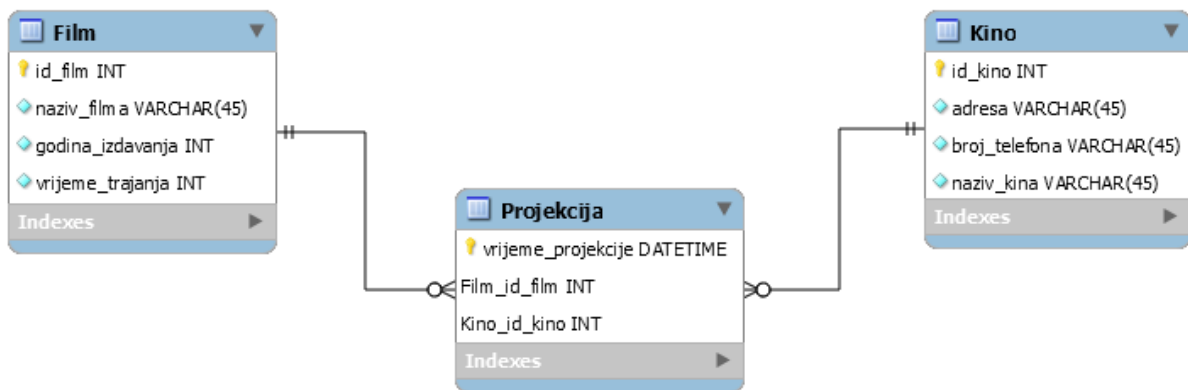 Film
id_film INT
naziv_filma VARCHAR(45)
godina_izdavanja INT
vrijeme_trajanja INT
Indexes
Kino
id_kino INT
adresa VARCHAR(45)
broj_telefona VARCHAR(45)
naziv_kina VARCHAR(45)
Indexes
Projekcija
vrijeme_projekcije DATETIME
Film_id_film INT
Kino_id_kino INT
Indexes